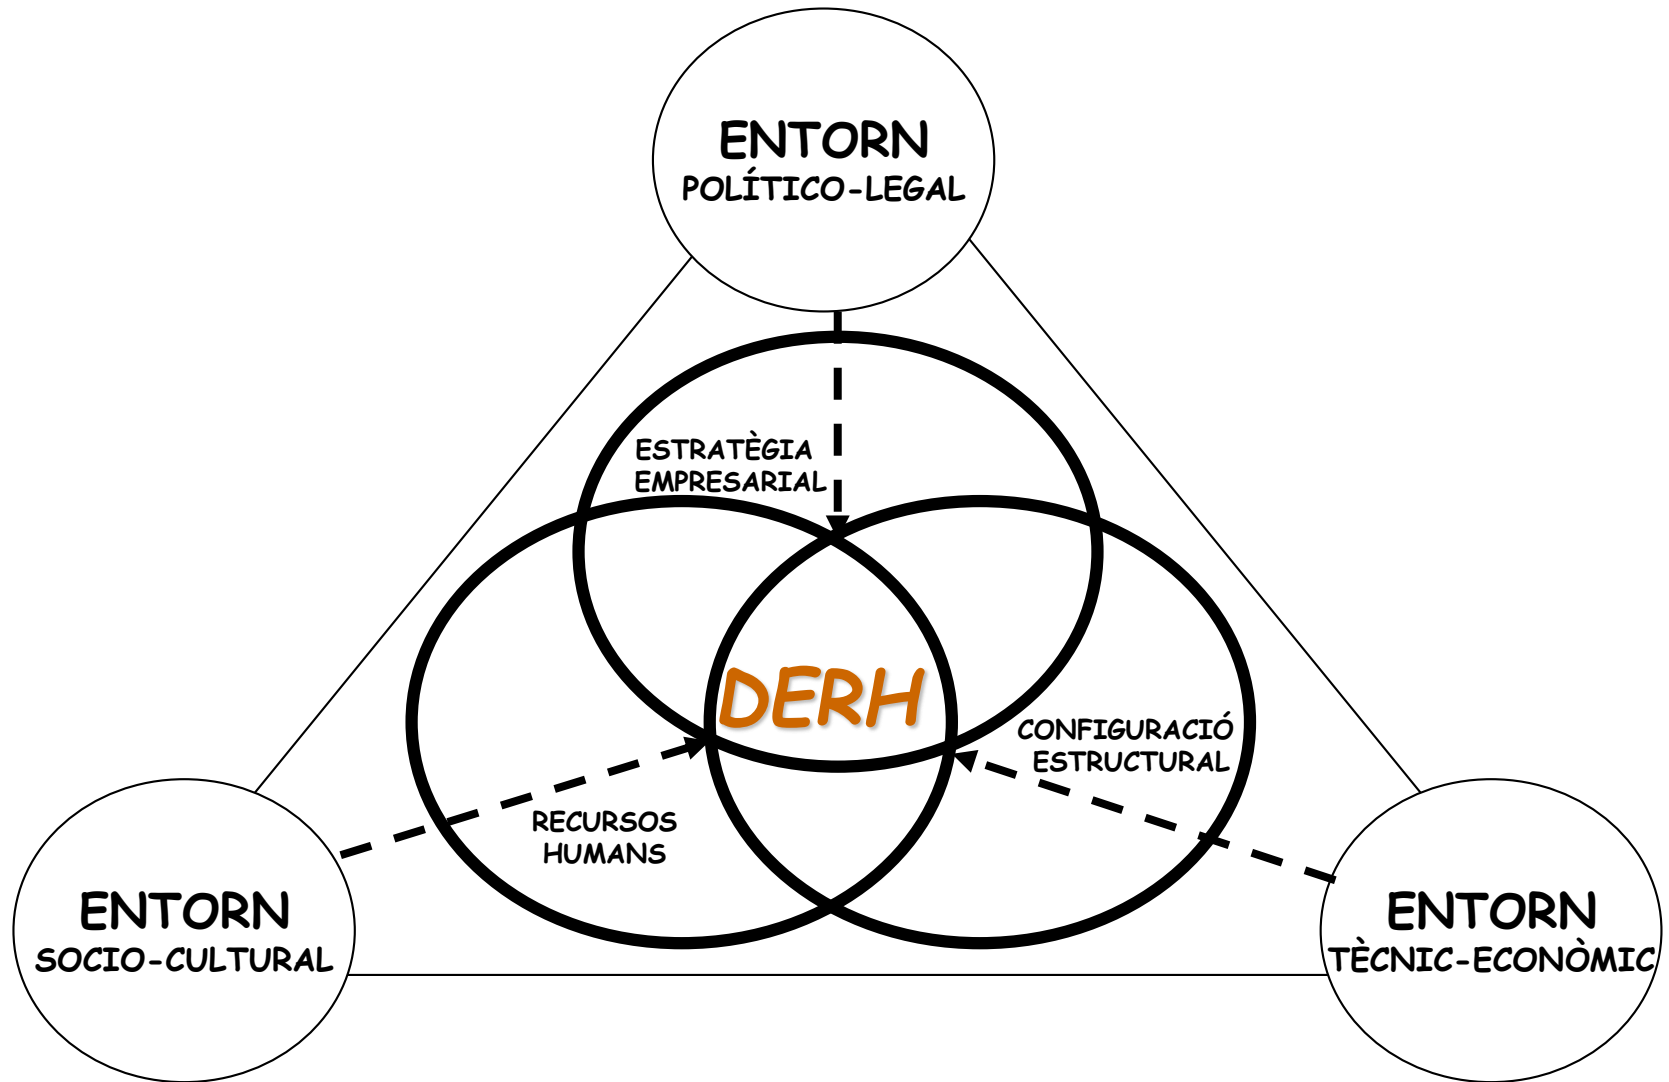 ENTORN
POLÍTICO-LEGAL
ESTRATÈGIA
EMPRESARIAL
DERH
CONFIGURACIÓ
ESTRUCTURAL
RECURSOS
HUMANS
ENTORN
SOCIO-CULTURAL
ENTORN
TÈCNIC-ECONÒMIC